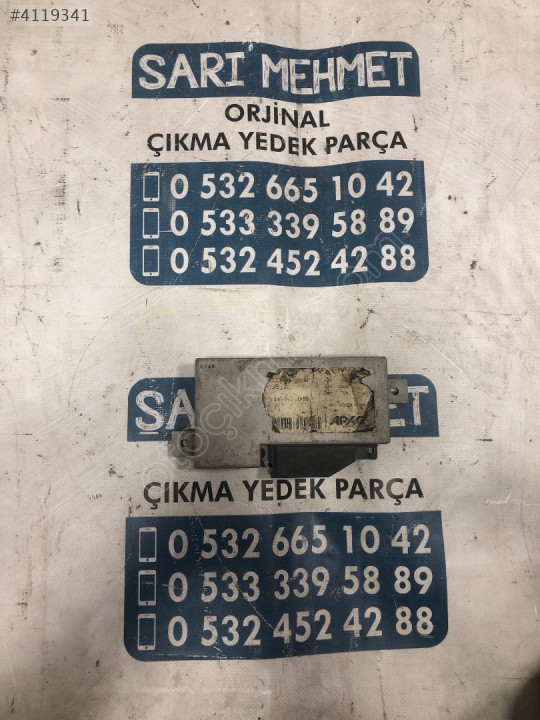 #4119341
SARI MEHMET
ORJİNAL
ÇIKMA YEDEK PARÇA
0 532 665 10 42
0 533 339 58 89
0 532 452 42 88
ÇIKMA YEDEK PARÇA
0 532 665 10 42
0 533 339 58 89
0 532 452 42 88